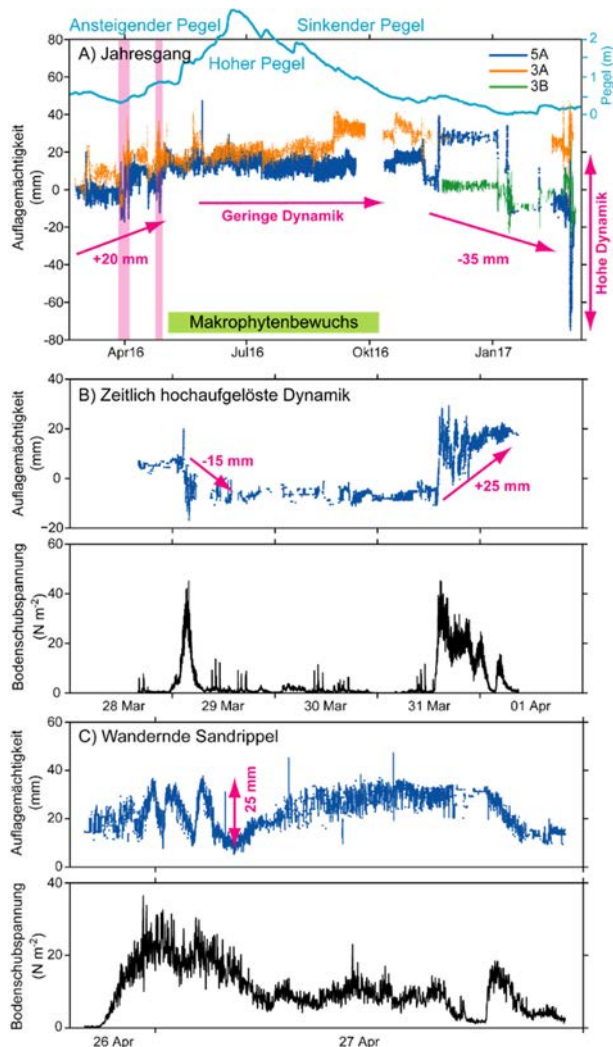 Ansteigender Pegel
Sinkender Pegel
80
A) Jahresgang
Hoher Pegel
5A
3A
3B
2
1
0
Pegel (m)
60
40
20
0
-20
-40
-60
-80
Auflagemächtigkeit
(mm)
+20 mm
Geringe Dynamik
-35 mm
Hohe Dynamik
Makrophytenbewuchs
Apr16
Jul16
Okt16
Jan17
40
B) Zeitlich hochaufgelöste Dynamik
20
0
-20
Auflagemächtigkeit
(mm)
-15 mm
+25 mm
60
40
20
0
Bodenschubspannung
(N m-2)
28 Mar
29 Mar
30 Mar
31 Mar
01 Apr
60
C) Wandernde Sandrippel
40
20
0
Auflagemächtigkeit
(mm)
25 mm
40
20
0
Bodenschubspannung
(N m-2)
26 Apr
27 Apr